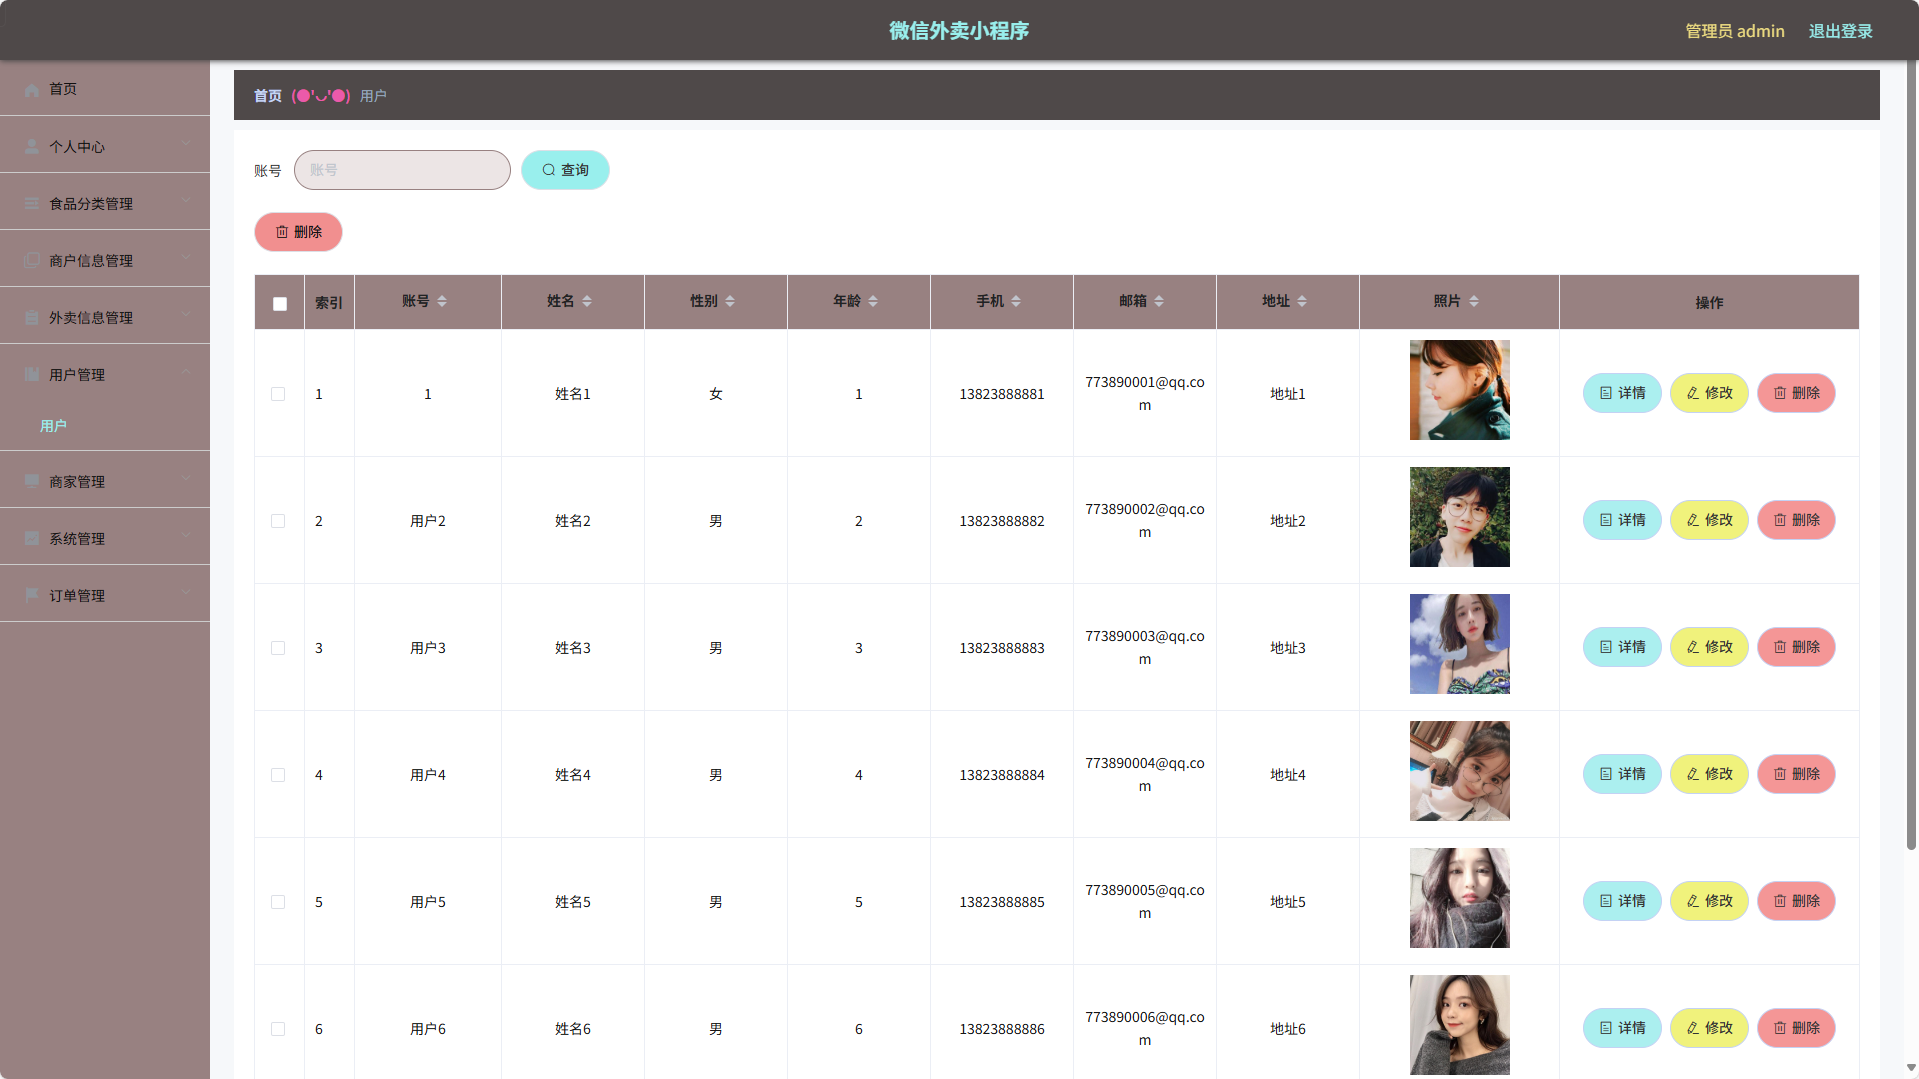 微信外卖小程序
管理员 admin
退出登录
首页
个人中心
食品分类管理
商户信息管理
外卖信息管理
用户管理
用户
商家管理
系统管理
订单管理
首页 (●'◡'●) 用户
账号 账号 查询
删除
索引 账号 姓名 性别 年龄 手机 邮箱 地址 照片 操作
1 1 姓名1 女 1 13823888881 773890001@qq.co 地址1 详情 修改 删除
m
2 用户2 姓名2 男 2 13823888882 773890002@qq.co 地址2 详情 修改 删除
m
3 用户3 姓名3 男 3 13823888883 773890003@qq.co 地址3 详情 修改 删除
m
4 用户4 姓名4 男 4 13823888884 773890004@qq.co 地址4 详情 修改 删除
m
5 用户5 姓名5 男 5 13823888885 773890005@qq.co 地址5 详情 修改 删除
m
6 用户6 姓名6 男 6 13823888886 773890006@qq.co 地址6 详情 修改 删除
m